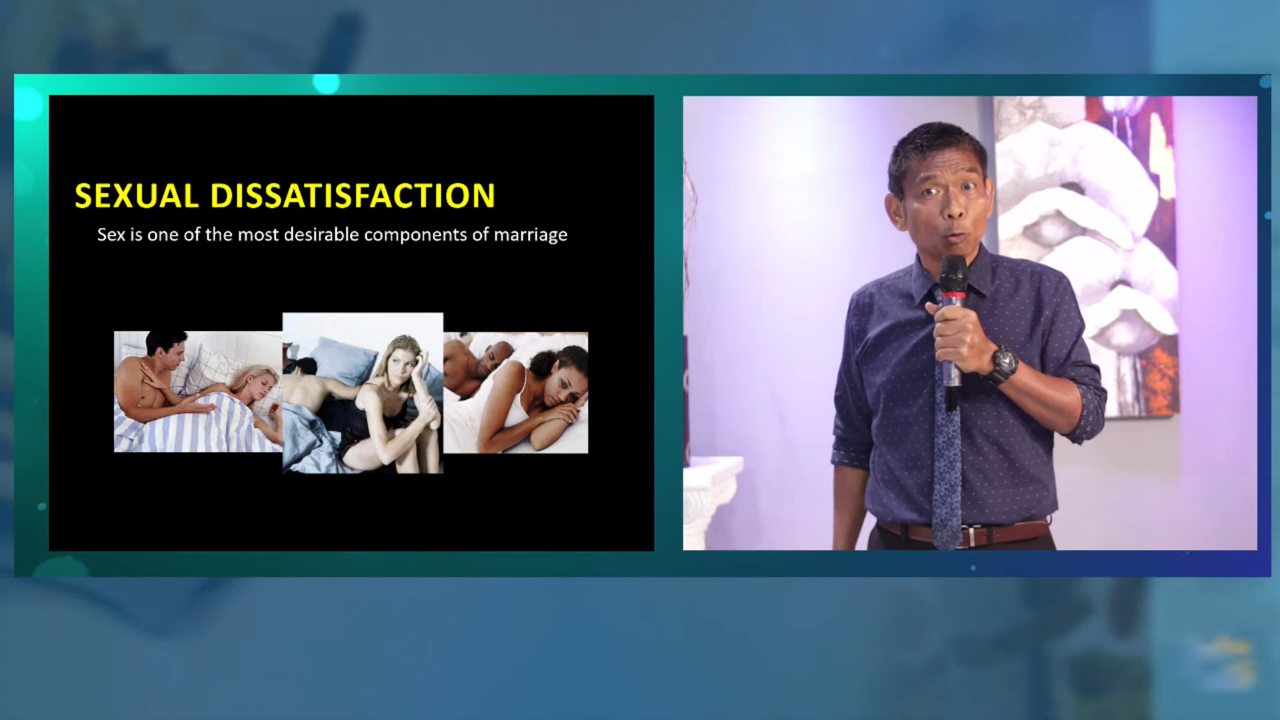 SEXUAL DISSATISFACTION
Sex is one of the most desirable components of marriage